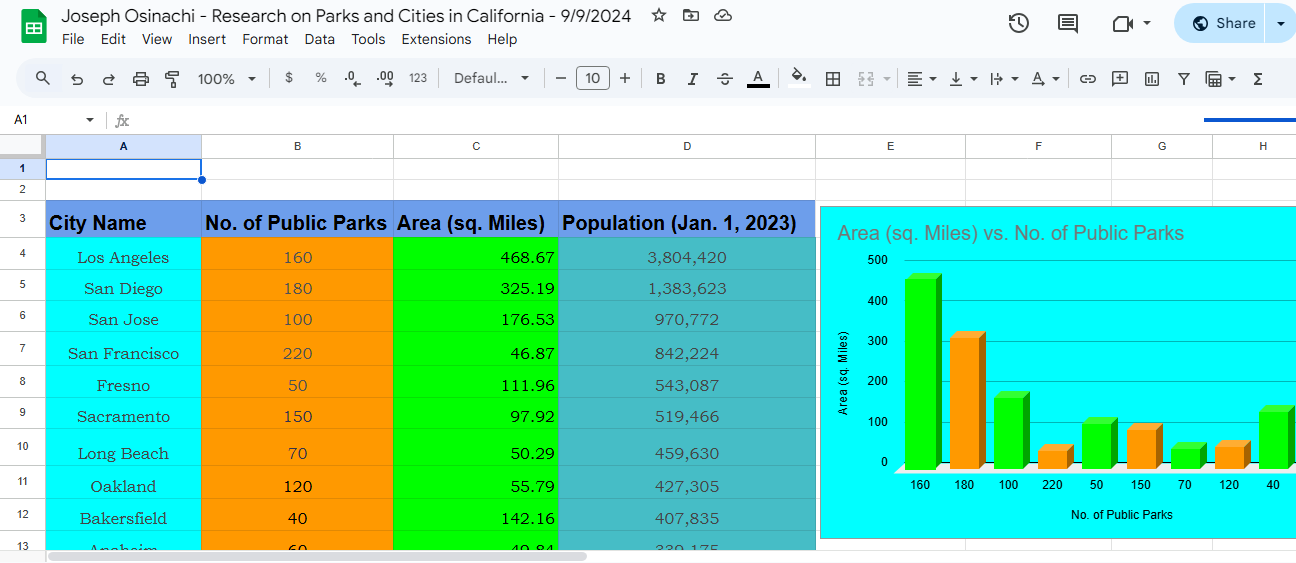 Joseph Osinachi - Research on Parks and Cities in California - 9/9/2024
File Edit View Insert Format Data Tools Extensions Help
Share
100% $ % .0 .00 123 Defaul... − 10 + B I S A Σ
A1 fx
A B C D E F G H
1
2
3 City Name No. of Public Parks Area (sq. Miles) Population (Jan. 1, 2023)
4 Los Angeles 160 468.67 3,804,420
5 San Diego 180 325.19 1,383,623
6 San Jose 100 176.53 970,772
7 San Francisco 220 46.87 842,224
8 Fresno 50 111.96 543,087
9 Sacramento 150 97.92 519,466
10 Long Beach 70 50.29 459,630
11 Oakland 120 55.79 427,305
12 Bakersfield 40 142.16 407,835
13 Anaheim 60 49.84
Area (sq. Miles) vs. No. of Public Parks
Area (sq. Miles)
500
400
300
200
100
0
160 180 100 220 50 150 70 120 40
No. of Public Parks